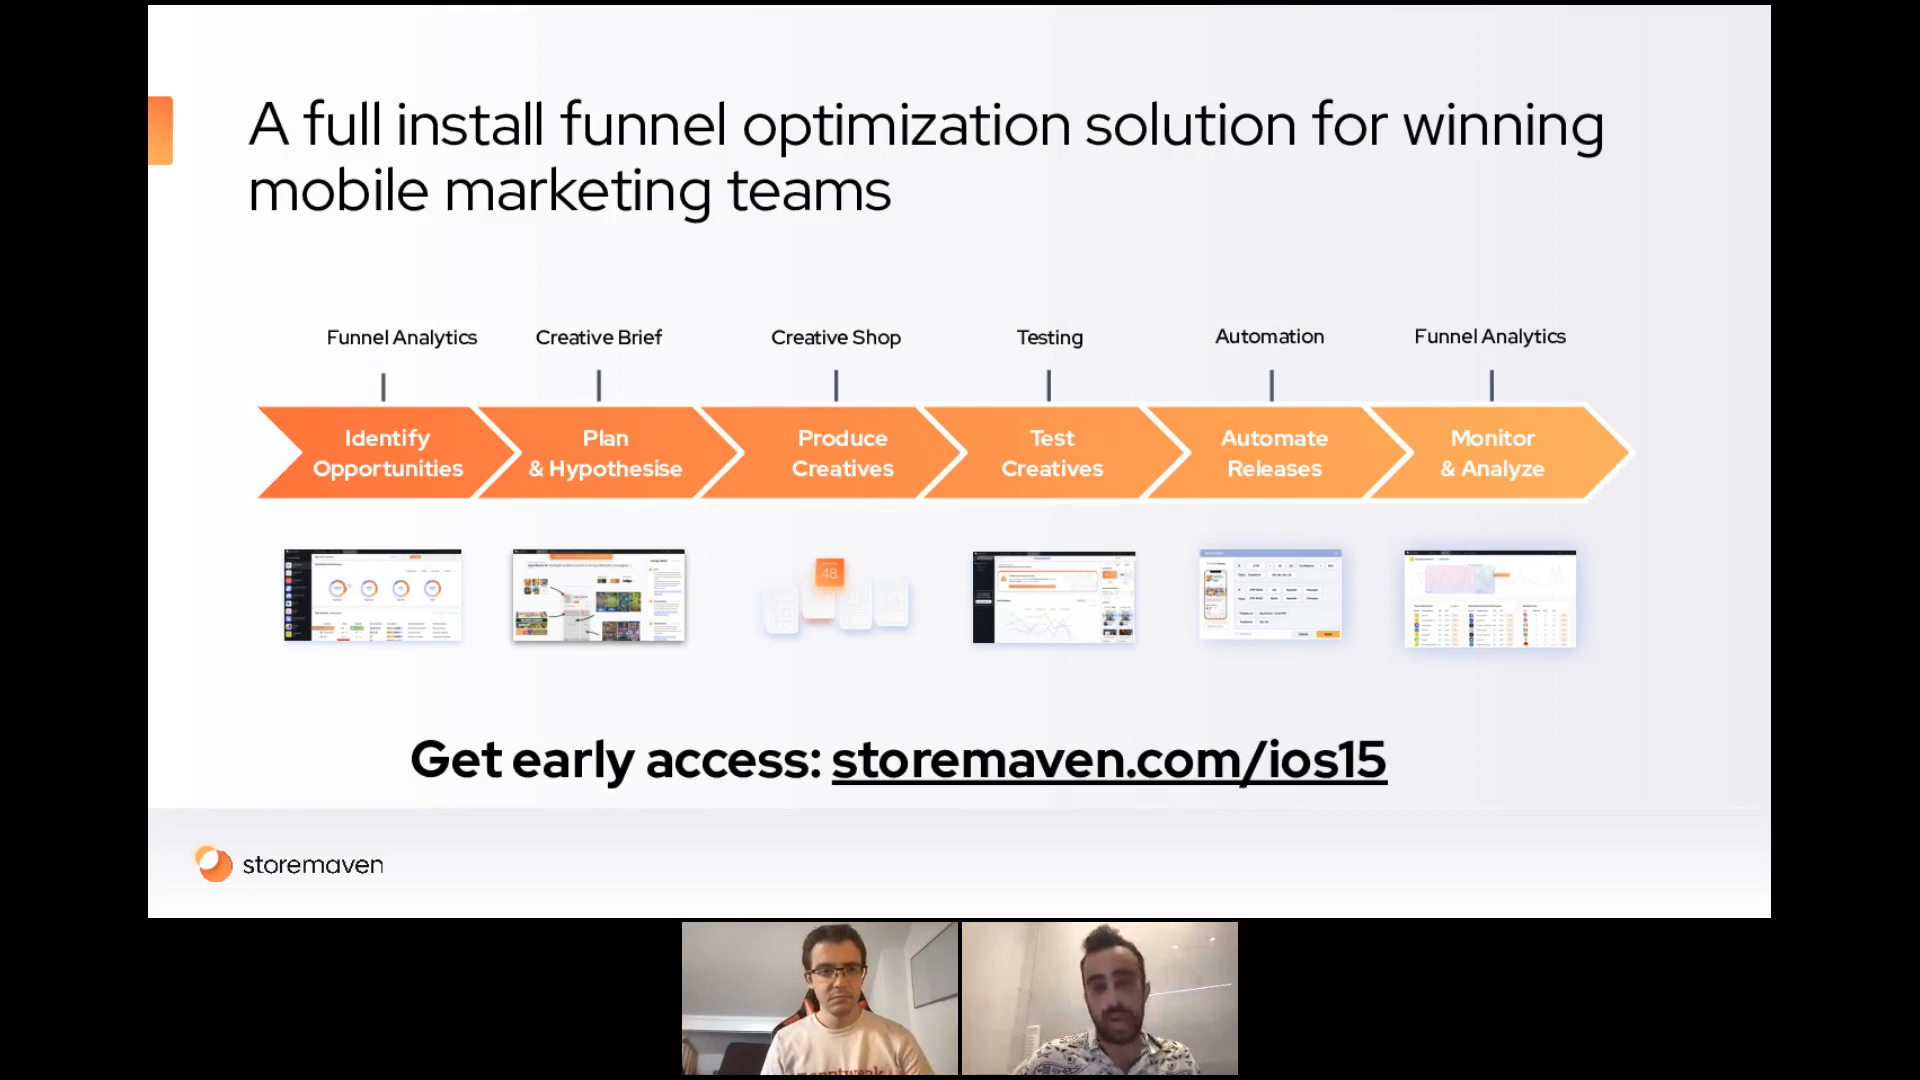 A full install funnel optimization solution for winning
mobile marketing teams
Funnel Analytics
Creative Brief
Creative Shop
Testing
Automation
Funnel Analytics
Identify
Opportunities
Plan
& Hypothesise
Produce
Creatives
Test
Creatives
Automate
Releases
Monitor
& Analyze
48
Get early access: storemaven.com/ios15
storemaven